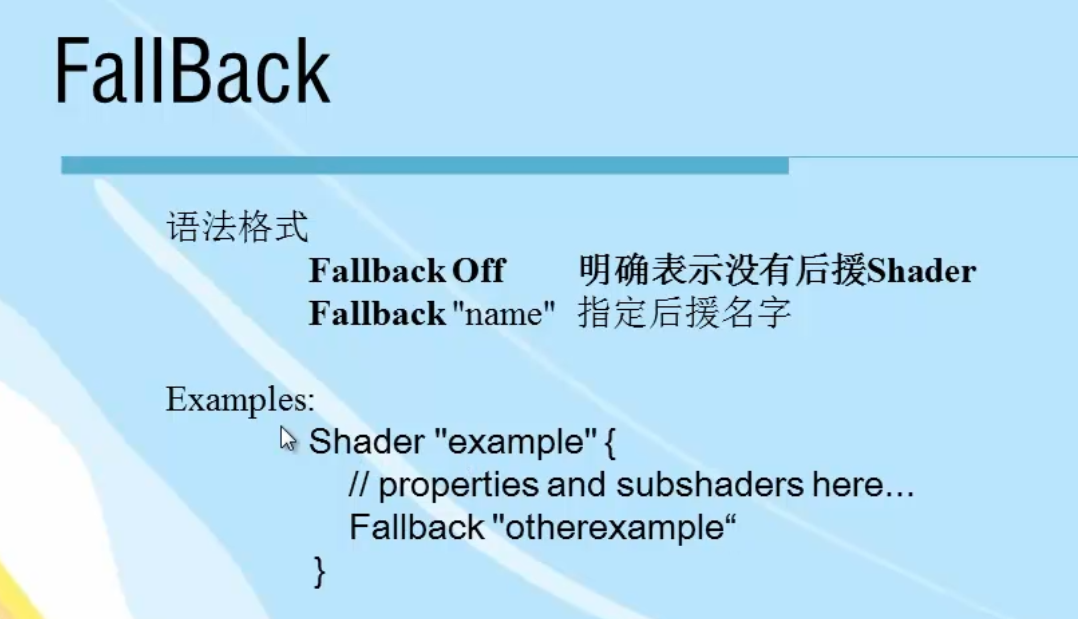 FallBack
语法格式
Fallback Off 明确表示没有后援Shader
Fallback "name" 指定后援名字
Examples:
Shader "example" {
// properties and subshaders here...
Fallback "otherexample“
}